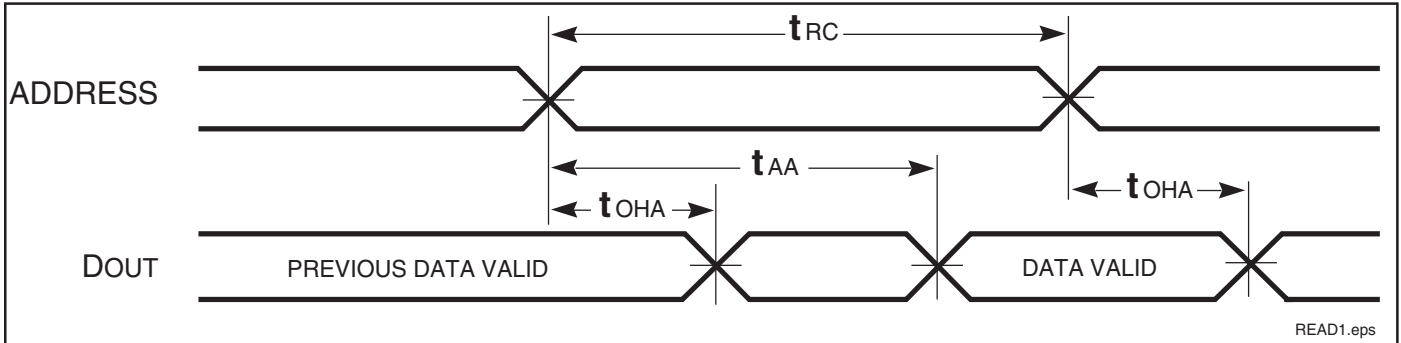 tRC
ADDRESS
tAA
tOHA
tOHA
DOUT
PREVIOUS DATA VALID
DATA VALID
READ1.eps